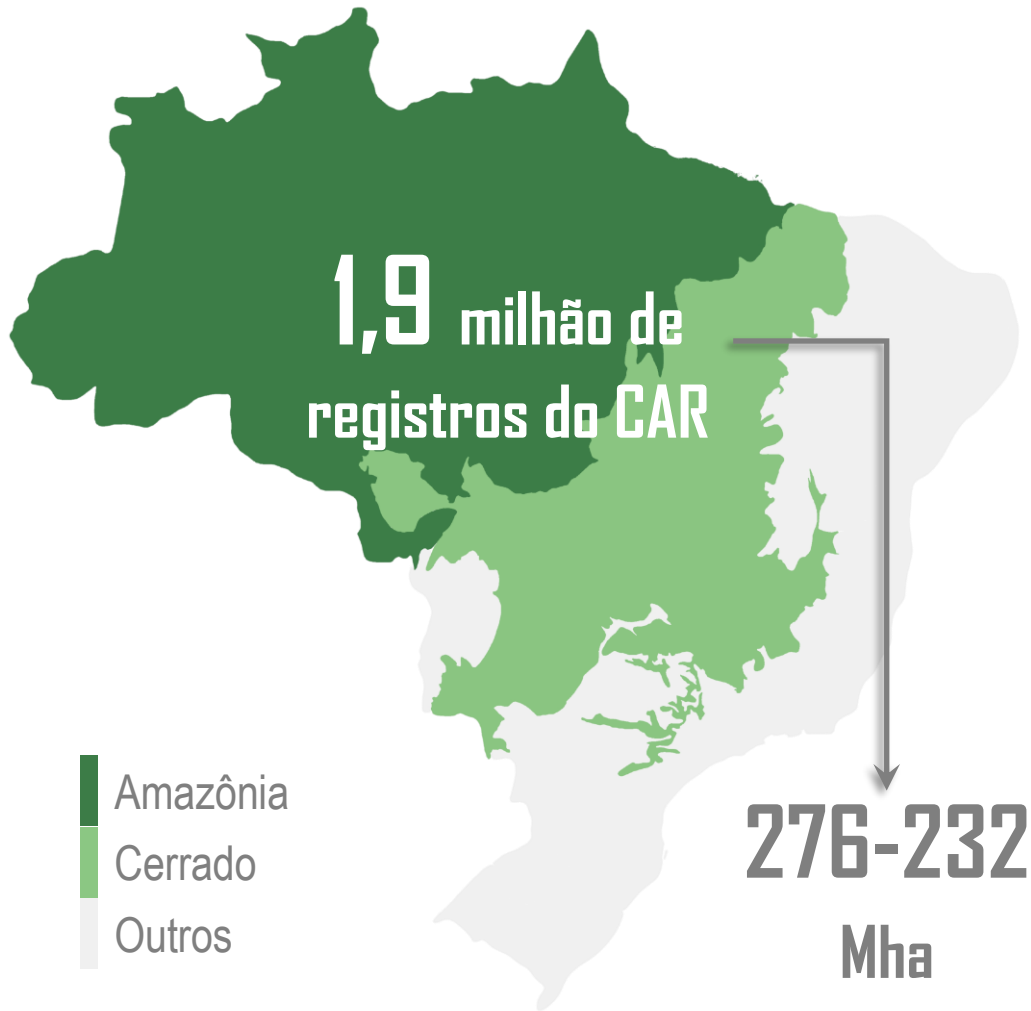 1,9 milhão de
registros do CAR
Amazônia
Cerrado
Outros
276-232
Mha